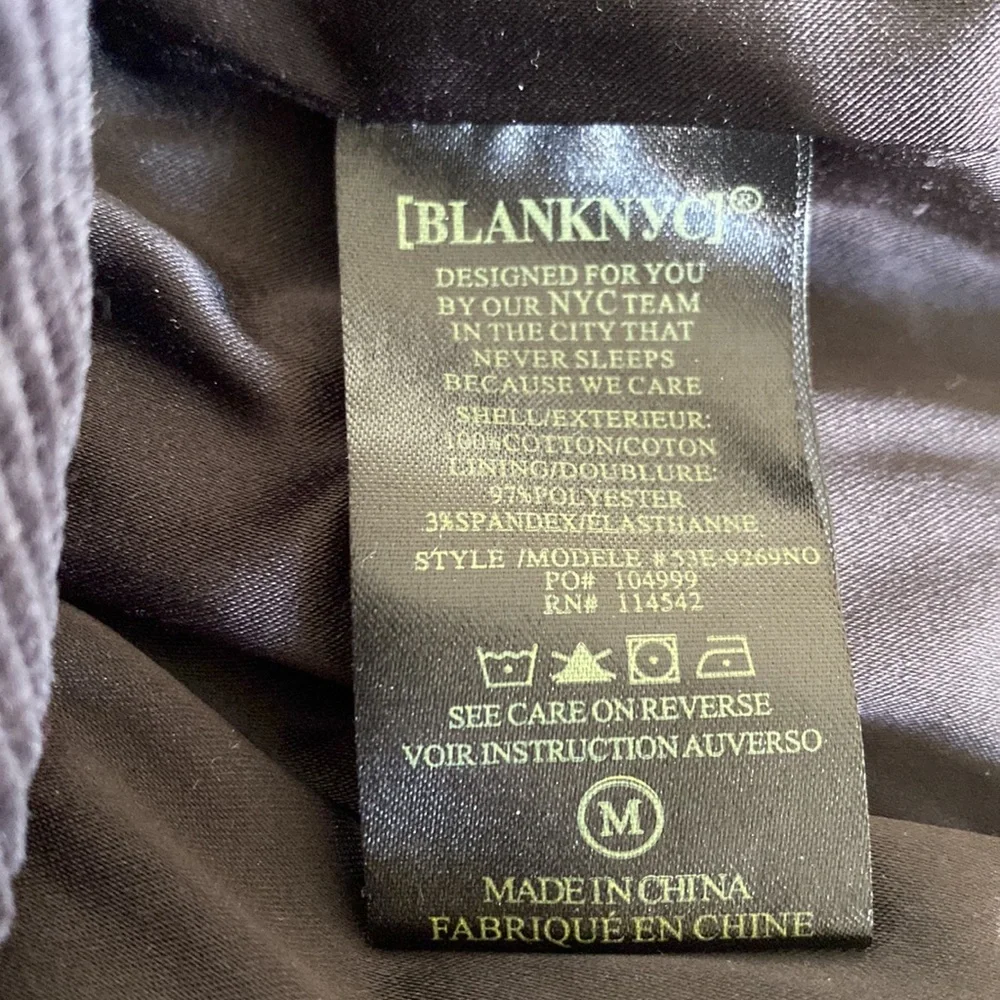 [BLANKNYC]®
DESIGNED FOR YOU
BY OUR NYC TEAM
IN THE CITY THAT
NEVER SLEEPS
BECAUSE WE CARE
SHELL/EXTERIEUR:
100%COTTON/COTON
LINING/DOUBLURE:
97%POLYESTER
3%SPANDEX/ÉLASTHANNE
STYLE /MODELE #53E-9269NO
PO# 104999
RN# 114542
SEE CARE ON REVERSE
VOIR INSTRUCTION AUVERSO
M
MADE IN CHINA
FABRIQUÉ EN CHINE